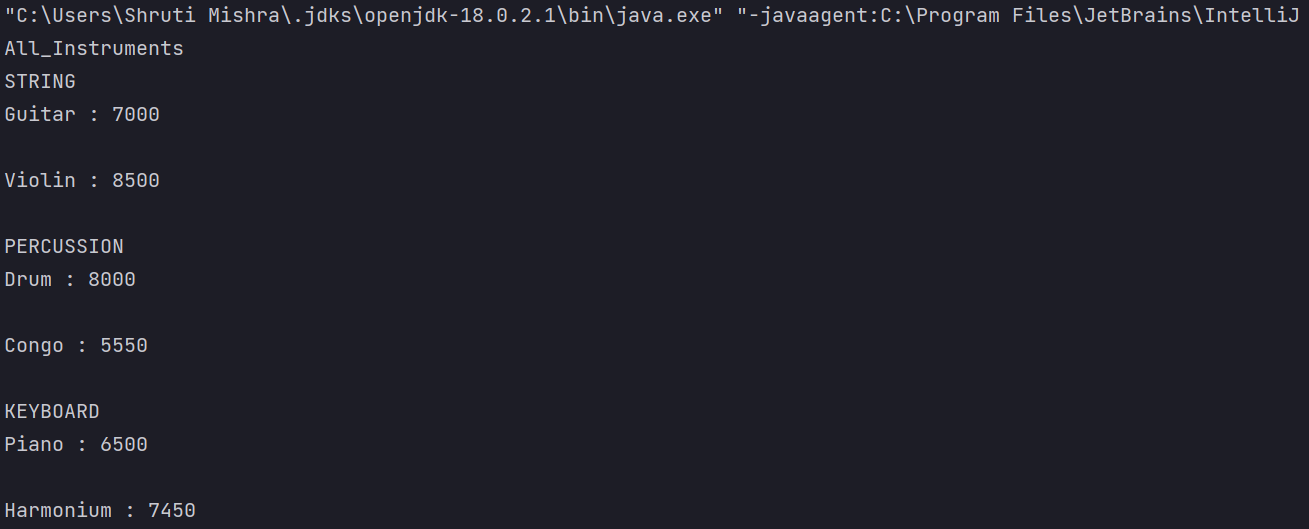 "C:\Users\Shruti Mishra\.jdks\openjdk-18.0.2.1\bin\java.exe" "-javaagent:C:\Program Files\JetBrains\IntelliJ
All_Instruments
STRING
Guitar : 7000
Violin : 8500
PERCUSSION
Drum : 8000
Congo : 5550
KEYBOARD
Piano : 6500
Harmonium : 7450